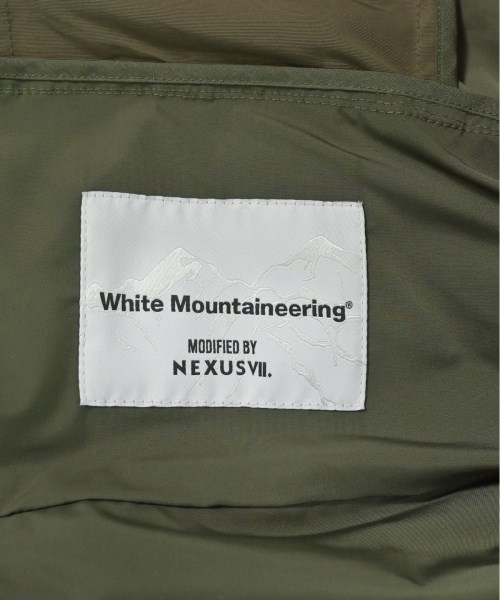 White Mountaineering®
MODIFIED BY
NEXUSVII.